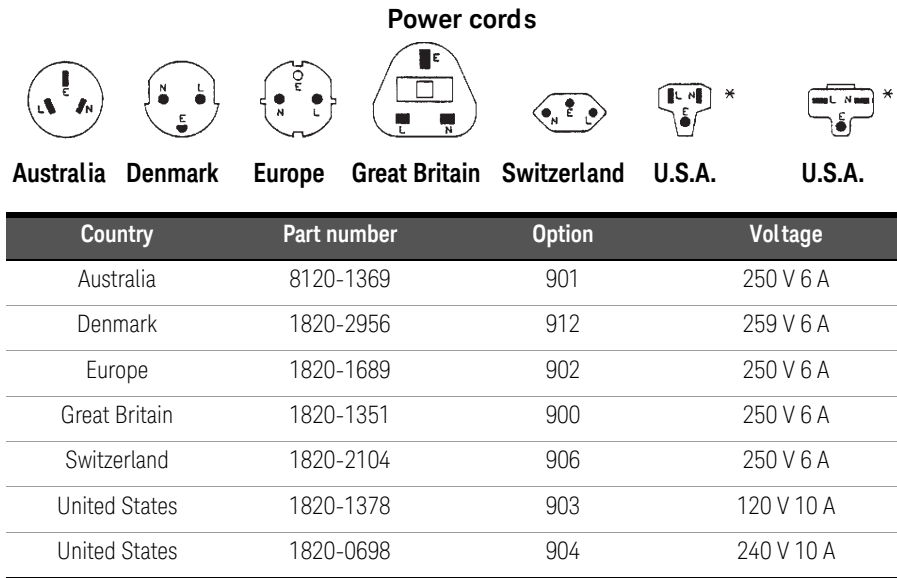 Power cords
E L N
N L E
E N L
E L N
N E L
L N E *
L N E *
Australia Denmark Europe Great Britain Switzerland U.S.A. U.S.A.
Country Part number Option Voltage
Australia 8120-1369 901 250 V 6 A
Denmark 1820-2956 912 259 V 6 A
Europe 1820-1689 902 250 V 6 A
Great Britain 1820-1351 900 250 V 6 A
Switzerland 1820-2104 906 250 V 6 A
United States 1820-1378 903 120 V 10 A
United States 1820-0698 904 240 V 10 A